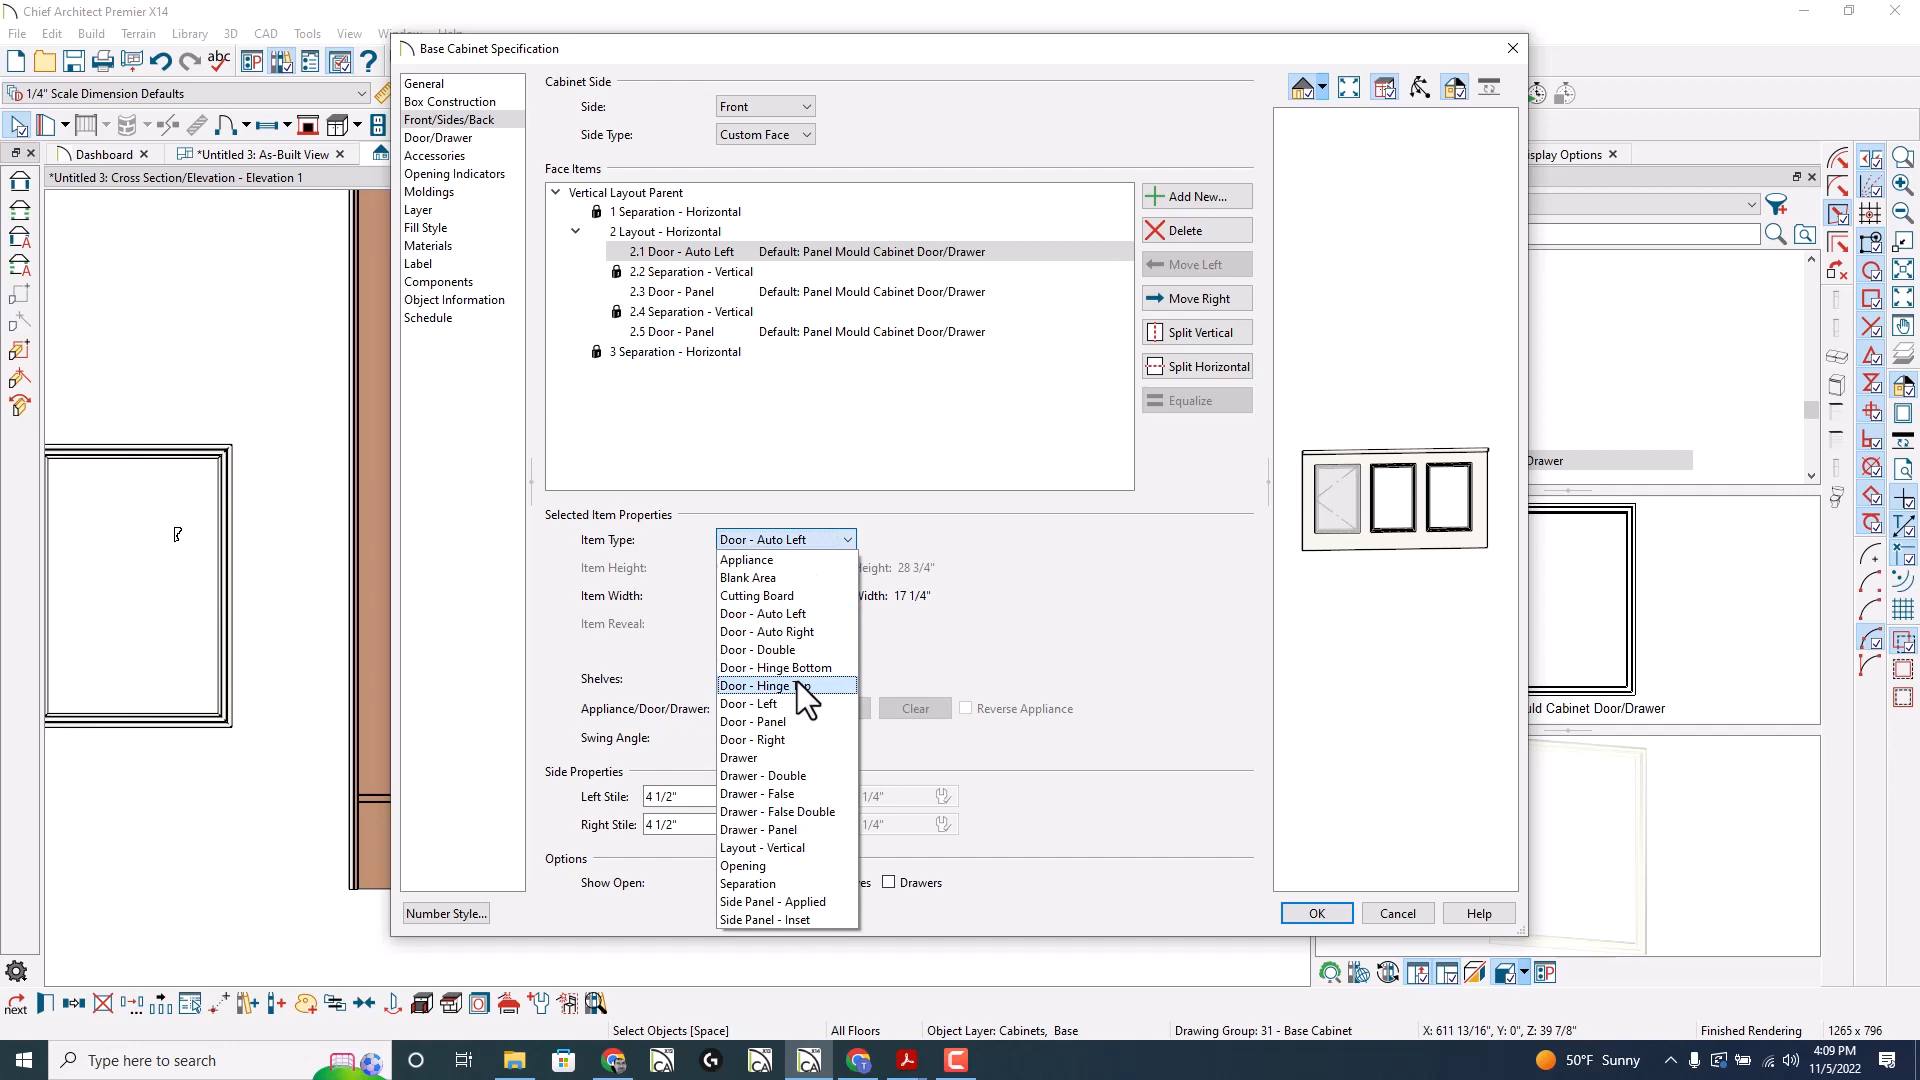 Chief Architect Premier X14
File Edit Build Terrain Library 3D CAD Tools View Window Help
Base Cabinet Specification
1/4" Scale Dimension Defaults
Dashboard
*Untitled 3: As-Built View
isplay Options
*Untitled 3: Cross Section/Elevation - Elevation 1
General
Box Construction
Front/Sides/Back
Door/Drawer
Accessories
Opening Indicators
Moldings
Layer
Fill Style
Materials
Label
Components
Object Information
Schedule
Number Style...
Cabinet Side
Side: Front
Side Type: Custom Face
Face Items
Vertical Layout Parent
1 Separation - Horizontal
2 Layout - Horizontal
2.1 Door - Auto Left Default: Panel Mould Cabinet Door/Drawer
2.2 Separation - Vertical
2.3 Door - Panel Default: Panel Mould Cabinet Door/Drawer
2.4 Separation - Vertical
2.5 Door - Panel Default: Panel Mould Cabinet Door/Drawer
3 Separation - Horizontal
Add New...
Delete
Move Left
Move Right
Split Vertical
Split Horizontal
Equalize
Selected Item Properties
Item Type: Door - Auto Left
Item Height: Height: 28 3/4"
Item Width: Width: 17 1/4"
Item Reveal:
Shelves:
Appliance/Door/Drawer: Clear Reverse Appliance
Swing Angle:
Appliance
Blank Area
Cutting Board
Door - Auto Left
Door - Auto Right
Door - Double
Door - Hinge Bottom
Door - Hinge Top
Door - Left
Door - Panel
Door - Right
Drawer
Drawer - Double
Drawer - False
Drawer - False Double
Drawer - Panel
Layout - Vertical
Opening
Separation
Side Panel - Applied
Side Panel - Inset
Side Properties
Left Stile: 4 1/2" 1/4"
Right Stile: 4 1/2" 1/4"
Options
Show Open: es Drawers
OK
Cancel
Help
Drawer
uld Cabinet Door/Drawer
next
Select Objects [Space]
All Floors
Object Layer: Cabinets, Base
Drawing Group: 31 - Base Cabinet
X: 611 13/16", Y: 0", Z: 39 7/8"
Finished Rendering
1265 x 796
Type here to search
50°F Sunny
4:09 PM
11/5/2022